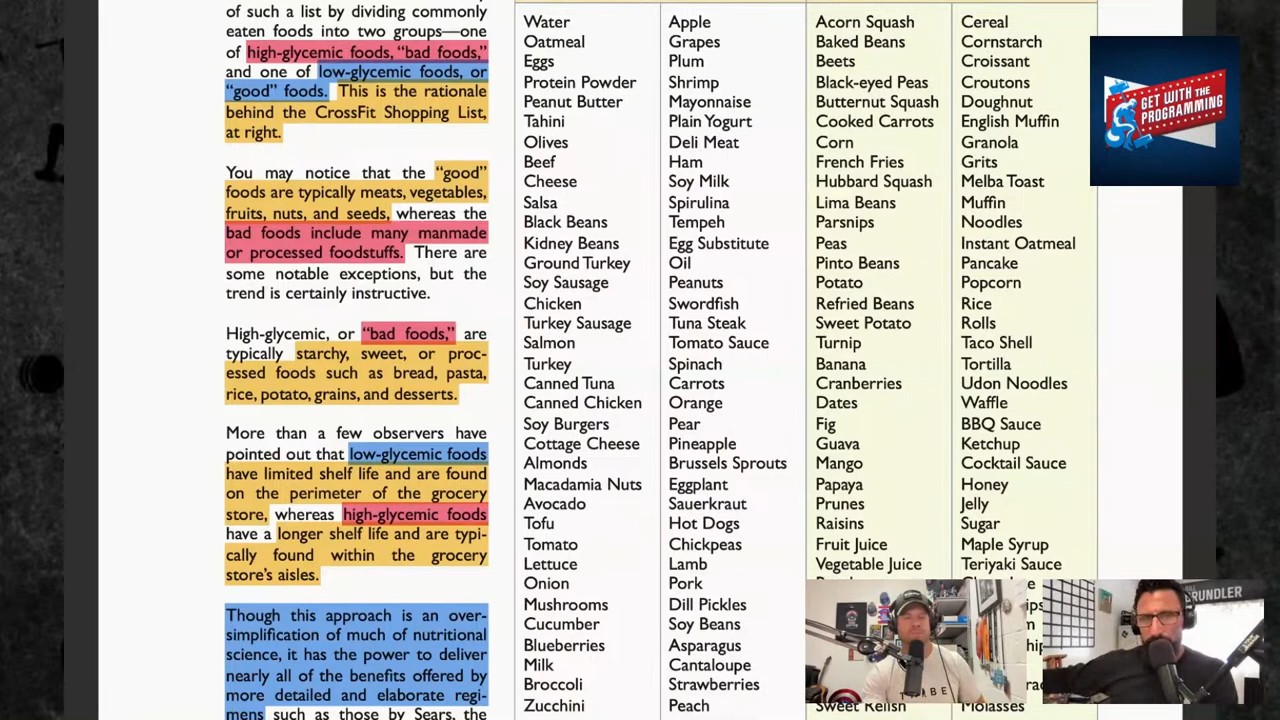 of such a list by dividing commonly
eaten foods into two groups—one
of high-glycemic foods, “bad foods,”
and one of low-glycemic foods, or
“good” foods. This is the rationale
behind the CrossFit Shopping List,
at right.
You may notice that the “good”
foods are typically meats, vegetables,
fruits, nuts, and seeds, whereas the
bad foods include many manmade
or processed foodstuffs. There are
some notable exceptions, but the
trend is certainly instructive.
High-glycemic, or “bad foods,” are
typically starchy, sweet, or proc-
essed foods such as bread, pasta,
rice, potato, grains, and desserts.
More than a few observers have
pointed out that low-glycemic foods
have limited shelf life and are found
on the perimeter of the grocery
store, whereas high-glycemic foods
have a longer shelf life and are typi-
cally found within the grocery
store’s aisles.
Though this approach is an over-
simplification of much of nutritional
science, it has the power to deliver
nearly all of the benefits offered by
more detailed and elaborate regi-
mens such as those by Sears, the
Water
Oatmeal
Eggs
Protein Powder
Peanut Butter
Tahini
Olives
Beef
Cheese
Salsa
Black Beans
Kidney Beans
Ground Turkey
Soy Sausage
Chicken
Turkey Sausage
Salmon
Turkey
Canned Tuna
Canned Chicken
Soy Burgers
Cottage Cheese
Almonds
Macadamia Nuts
Avocado
Tofu
Tomato
Lettuce
Onion
Mushrooms
Cucumber
Blueberries
Milk
Broccoli
Zucchini
Apple
Grapes
Plum
Shrimp
Mayonnaise
Plain Yogurt
Deli Meat
Ham
Soy Milk
Spirulina
Tempeh
Egg Substitute
Oil
Peanuts
Swordfish
Tuna Steak
Tomato Sauce
Spinach
Carrots
Orange
Pear
Pineapple
Brussels Sprouts
Eggplant
Sauerkraut
Hot Dogs
Chickpeas
Lamb
Pork
Dill Pickles
Soy Beans
Asparagus
Cantaloupe
Strawberries
Peach
Acorn Squash
Baked Beans
Beets
Black-eyed Peas
Butternut Squash
Cooked Carrots
Corn
French Fries
Hubbard Squash
Lima Beans
Parsnips
Peas
Pinto Beans
Potato
Refried Beans
Sweet Potato
Turnip
Banana
Cranberries
Dates
Fig
Guava
Mango
Papaya
Prunes
Raisins
Fruit Juice
Vegetable Juice
Sweet Relish
Cereal
Cornstarch
Croissant
Croutons
Doughnut
English Muffin
Granola
Grits
Melba Toast
Muffin
Noodles
Instant Oatmeal
Pancake
Popcorn
Rice
Rolls
Taco Shell
Tortilla
Udon Noodles
Waffle
BBQ Sauce
Ketchup
Cocktail Sauce
Honey
Jelly
Sugar
Maple Syrup
Teriyaki Sauce
Molasses
GET WITH THE
PROGRAMMING
RUNDLER